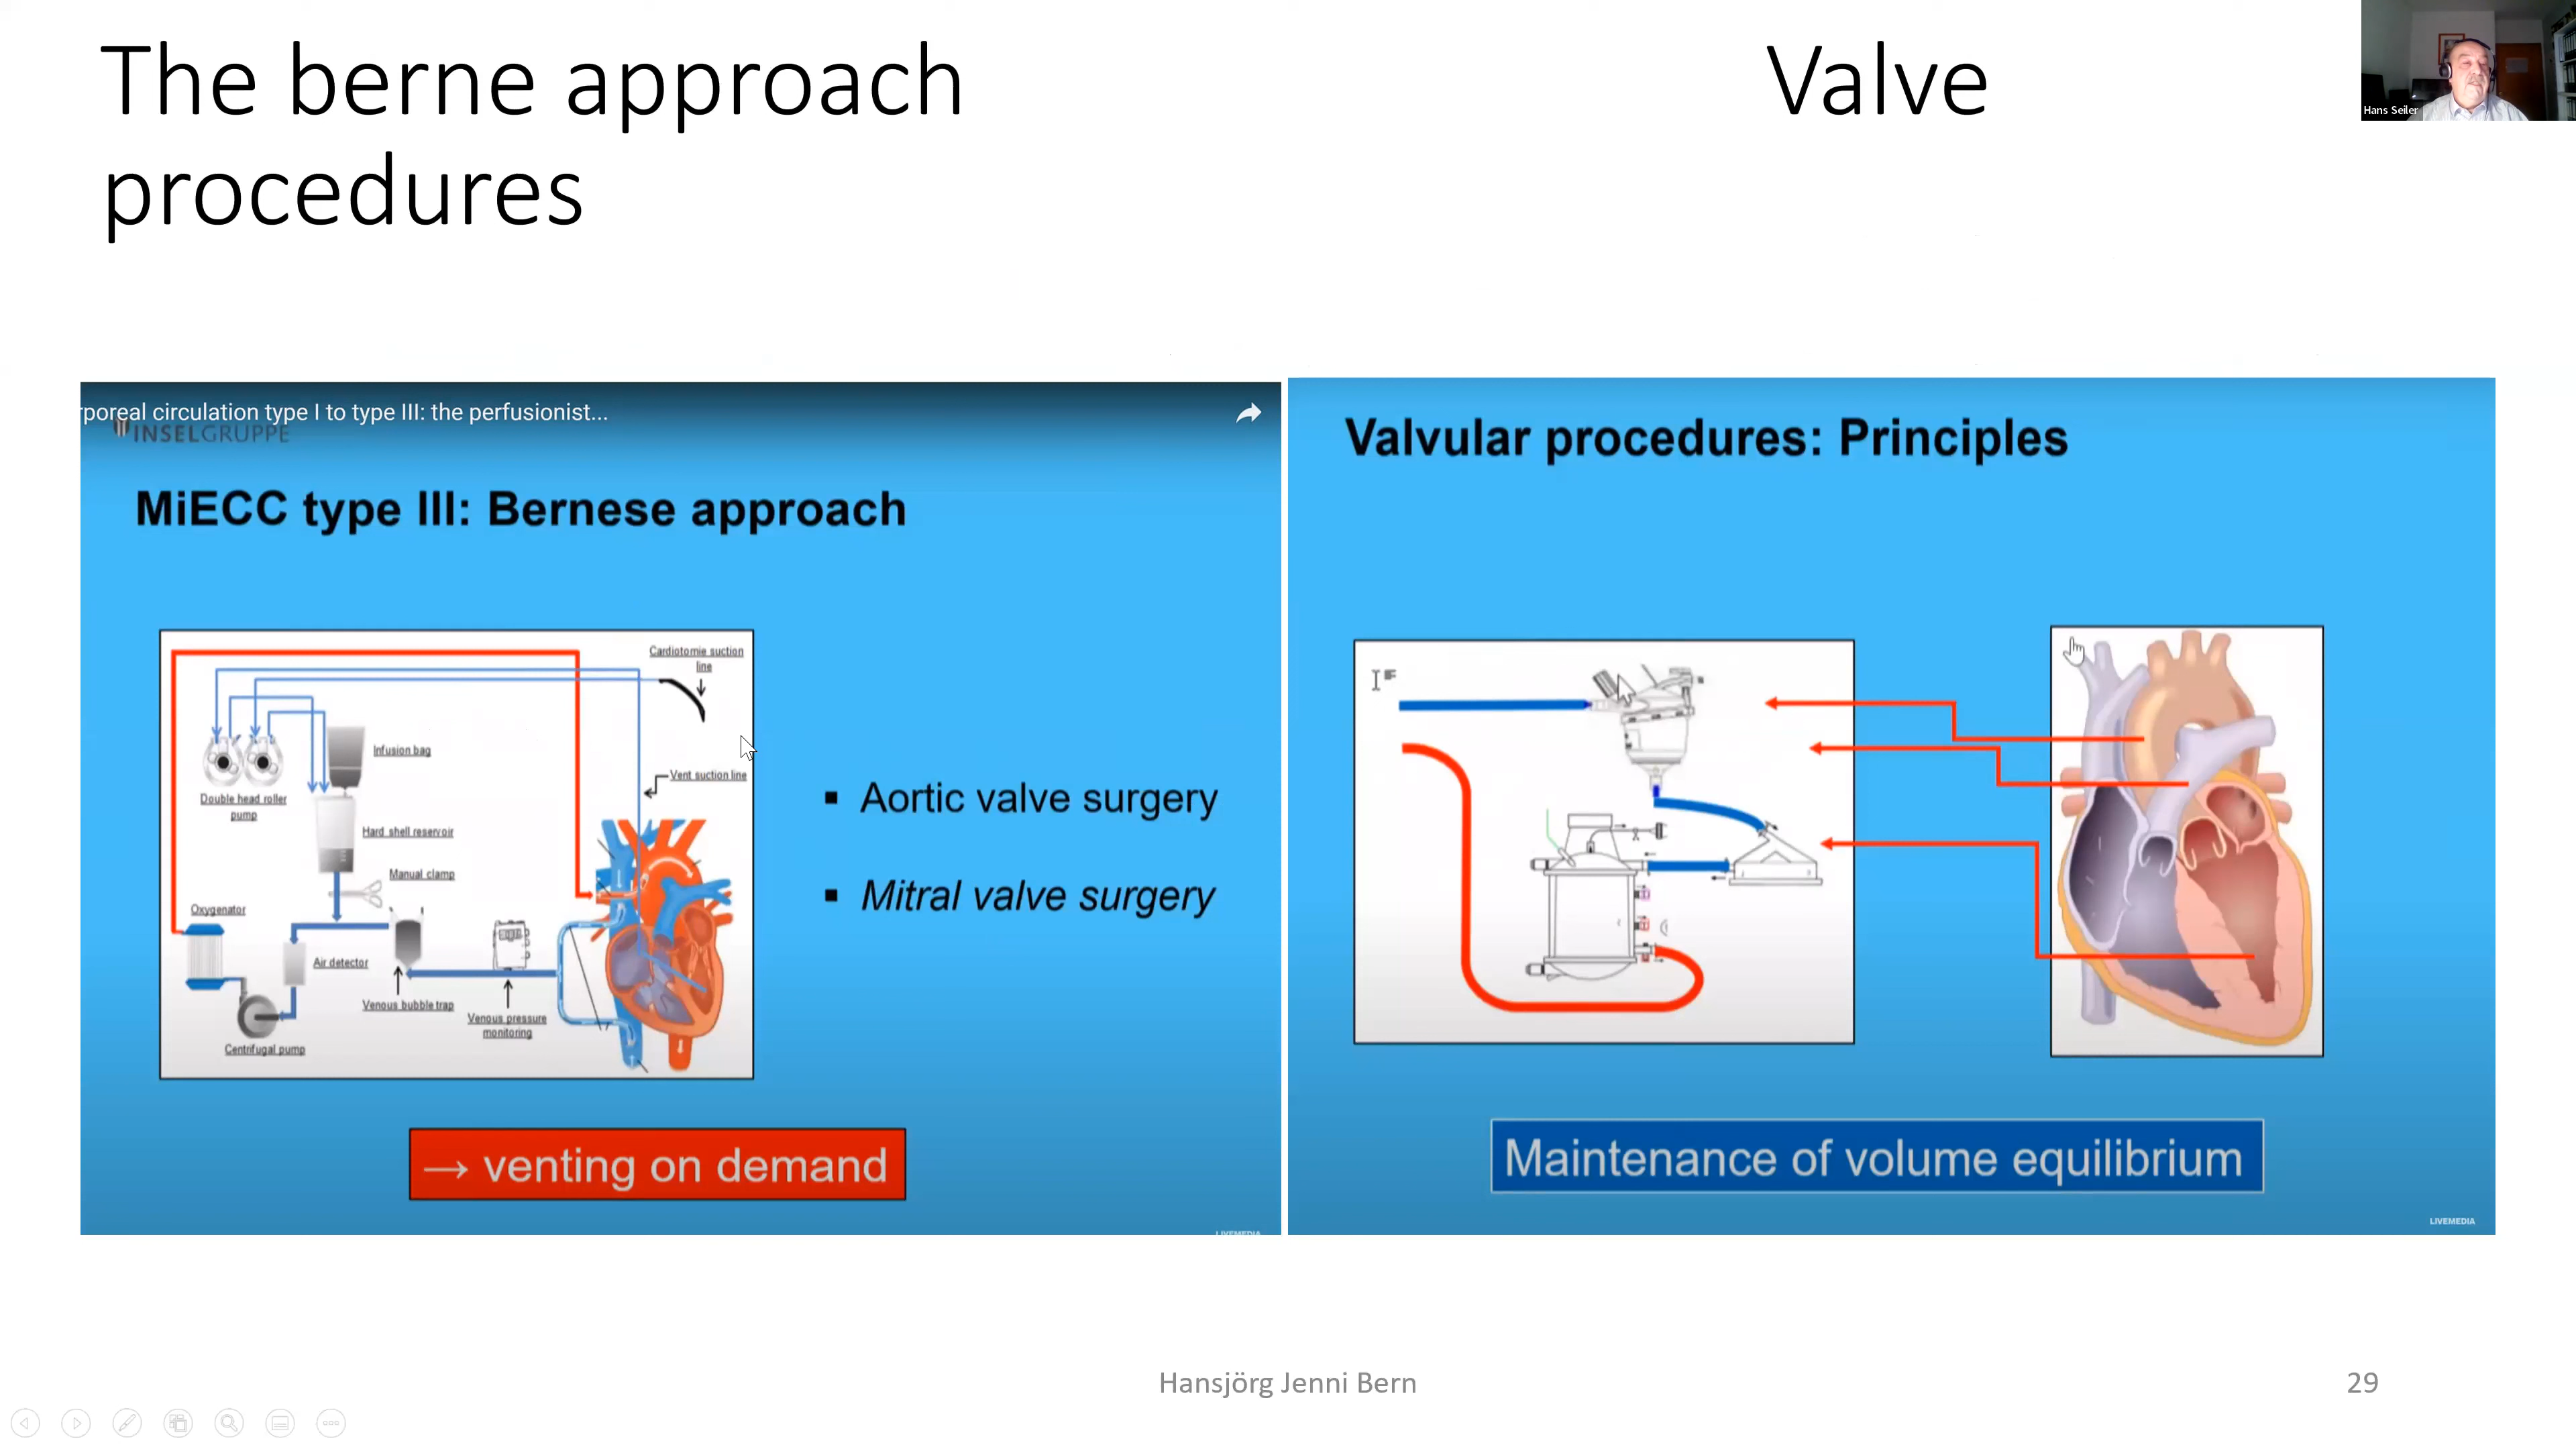 The berne approach Valve
procedures
Hans Seiler
rporeal circulation type I to type III: the perfusionist...
INSELGRUPPE
MiECC type III: Bernese approach
Cardiotomie suction
line
Infusion bag
Vent suction line
Double head roller
pump
Hard shell reservoir
Manual clamp
Oxygenator
Air detector
Venous bubble trap
Venous pressure
monitoring
Centrifugal pump
▪ Aortic valve surgery
▪ Mitral valve surgery
→ venting on demand
LIVEMEDIA
Valvular procedures: Principles
Maintenance of volume equilibrium
LIVEMEDIA
Hansjörg Jenni Bern
29